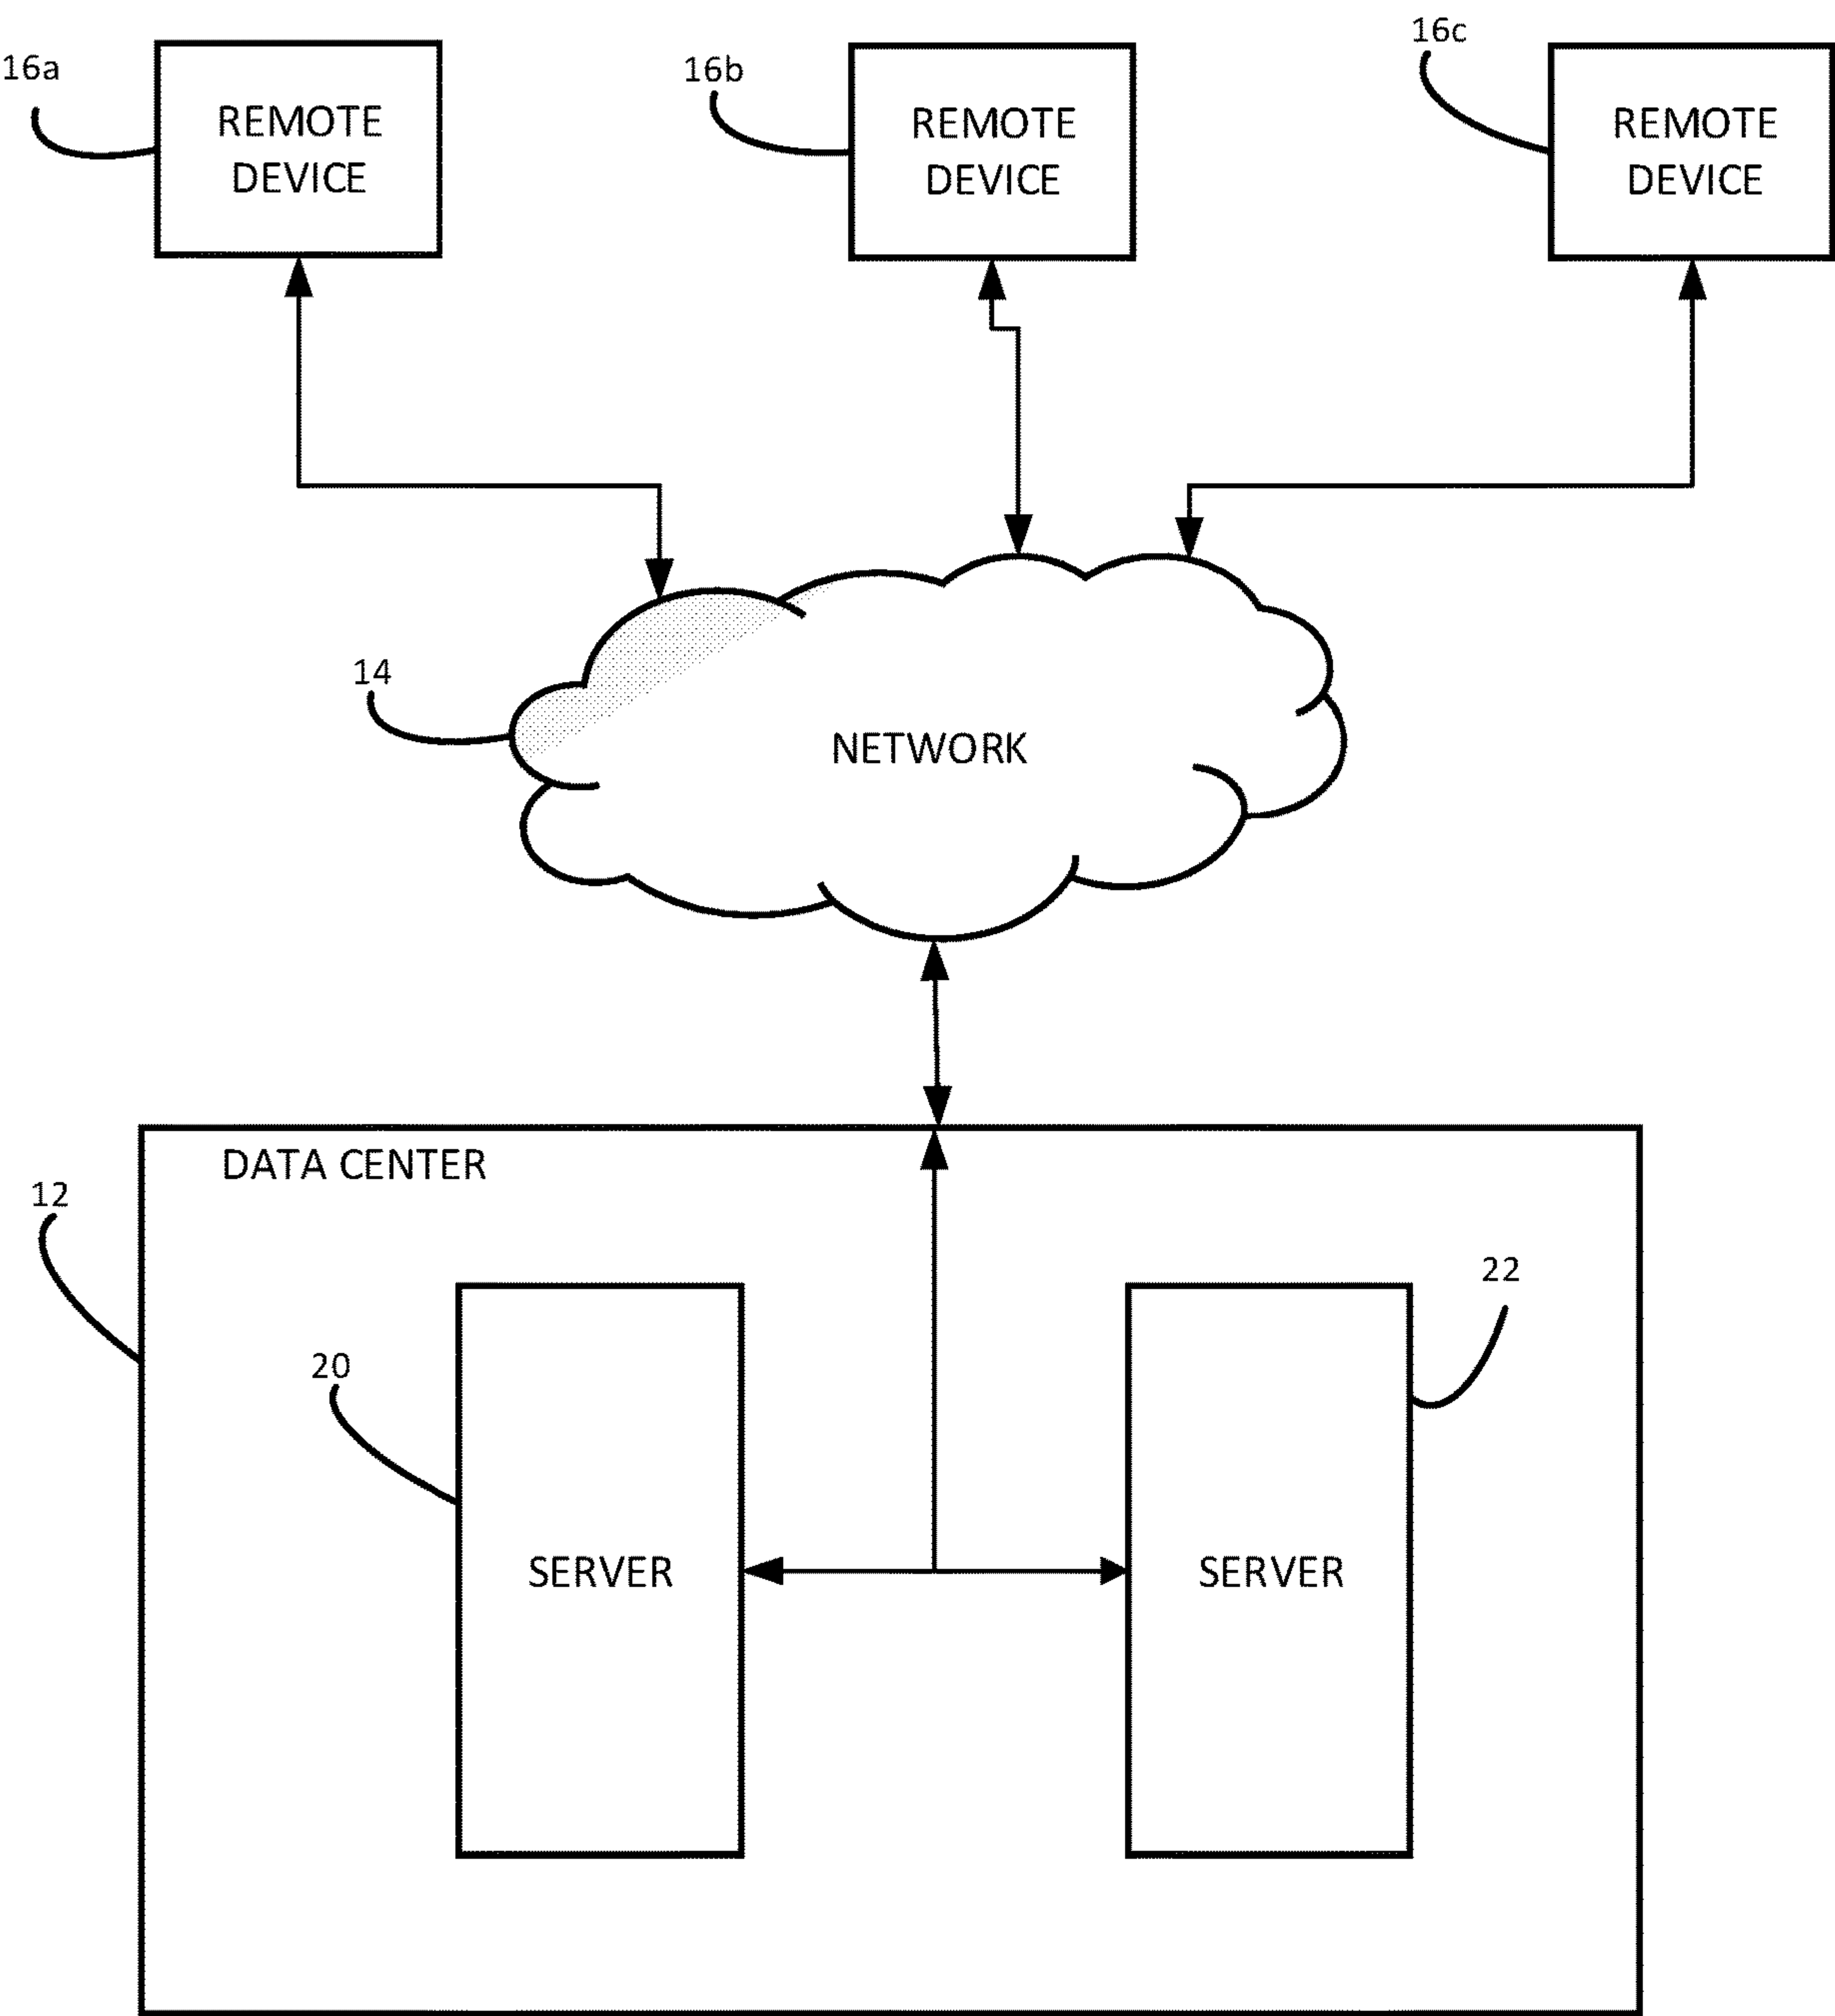 16a
REMOTE
DEVICE
16b
REMOTE
DEVICE
16c
REMOTE
DEVICE
14
NETWORK
DATA CENTER
12
20
SERVER
22
SERVER